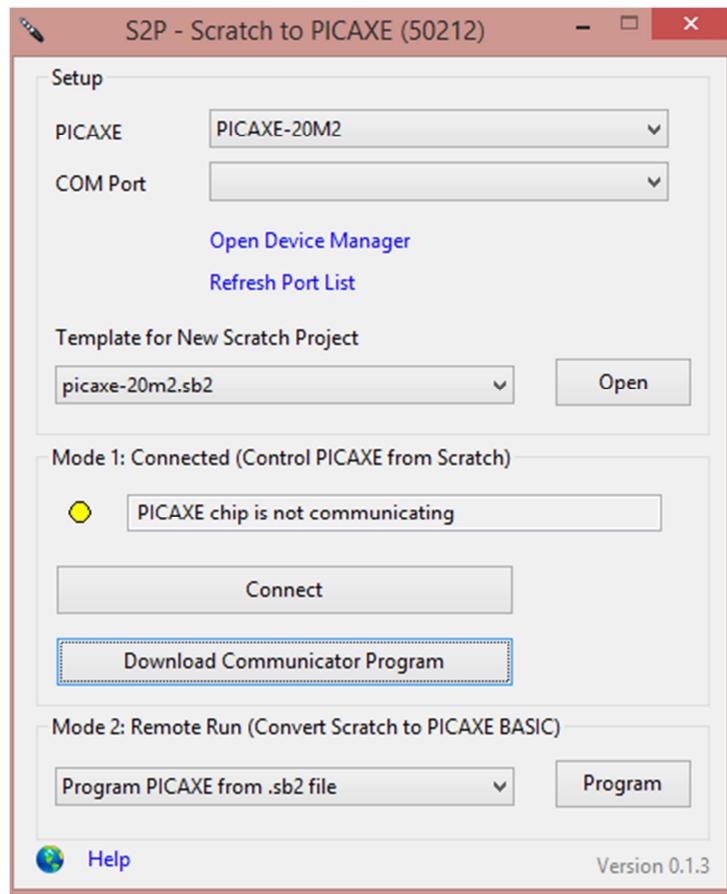 S2P - Scratch to PICAXE (50212)
Setup
PICAXE PICAXE-20M2
COM Port
Open Device Manager
Refresh Port List
Template for New Scratch Project
picaxe-20m2.sb2 Open
Mode 1: Connected (Control PICAXE from Scratch)
PICAXE chip is not communicating
Connect
Download Communicator Program
Mode 2: Remote Run (Convert Scratch to PICAXE BASIC)
Program PICAXE from .sb2 file Program
Help Version 0.1.3